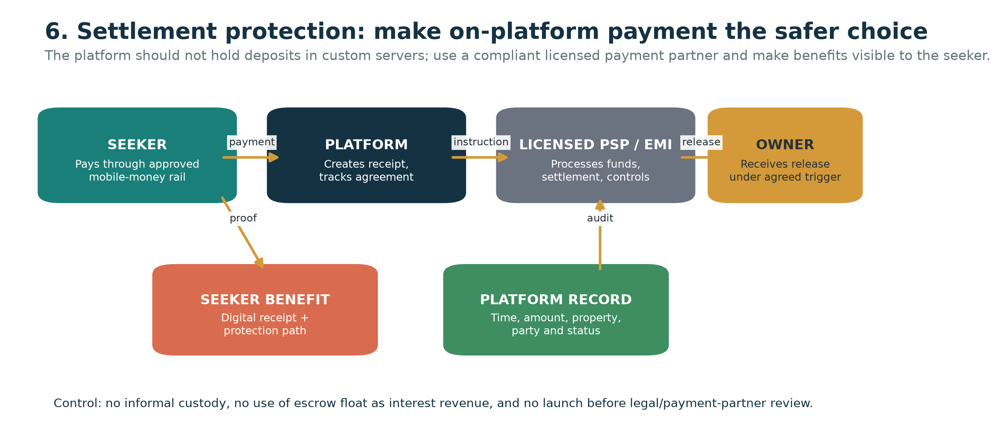 6. Settlement protection: make on-platform payment the safer choice
The platform should not hold deposits in custom servers; use a compliant licensed payment partner and make benefits visible to the seeker.
SEEKER
Pays through approved
mobile-money rail
payment
PLATFORM
Creates receipt,
tracks agreement
instruction
LICENSED PSP / EMI
Processes funds,
settlement, controls
release
OWNER
Receives release
under agreed trigger
proof
audit
SEEKER BENEFIT
Digital receipt +
protection path
PLATFORM RECORD
Time, amount, property,
party and status
Control: no informal custody, no use of escrow float as interest revenue, and no launch before legal/payment-partner review.